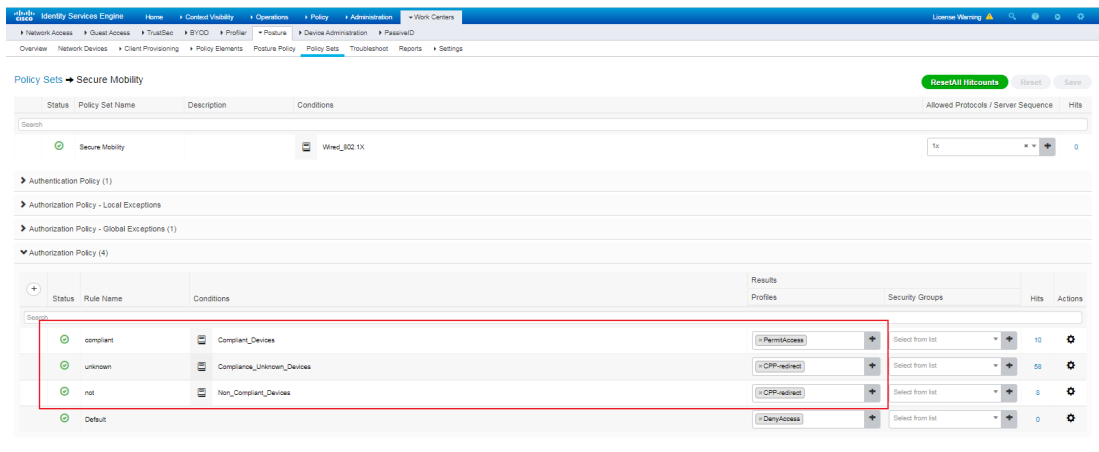 cisco Identity Services Engine Home Context Visibility Operations Policy Administration Work Centers License Warning
Network Access Guest Access TrustSec BYOD Profiler Posture Device Administration PassiveID
Overview Network Devices Client Provisioning Policy Elements Posture Policy Policy Sets Troubleshoot Reports Settings
Policy Sets → Secure Mobility ResetAll Hitcounts Reset Save
Status Policy Set Name Description Conditions Allowed Protocols / Server Sequence Hits
Search
Secure Mobility Wired_802.1X 1x × 0
Authentication Policy (1)
Authorization Policy - Local Exceptions
Authorization Policy - Global Exceptions (1)
Authorization Policy (4)
Results
+ Status Rule Name Conditions Profiles Security Groups Hits Actions
Search
compliant Compliant_Devices ×PermitAccess + Select from list + 10
unknown Compliance_Unknown_Devices ×CPP-redirect + Select from list + 58
not Non_Compliant_Devices ×CPP-redirect + Select from list + 8
Default ×DenyAccess + Select from list + 0